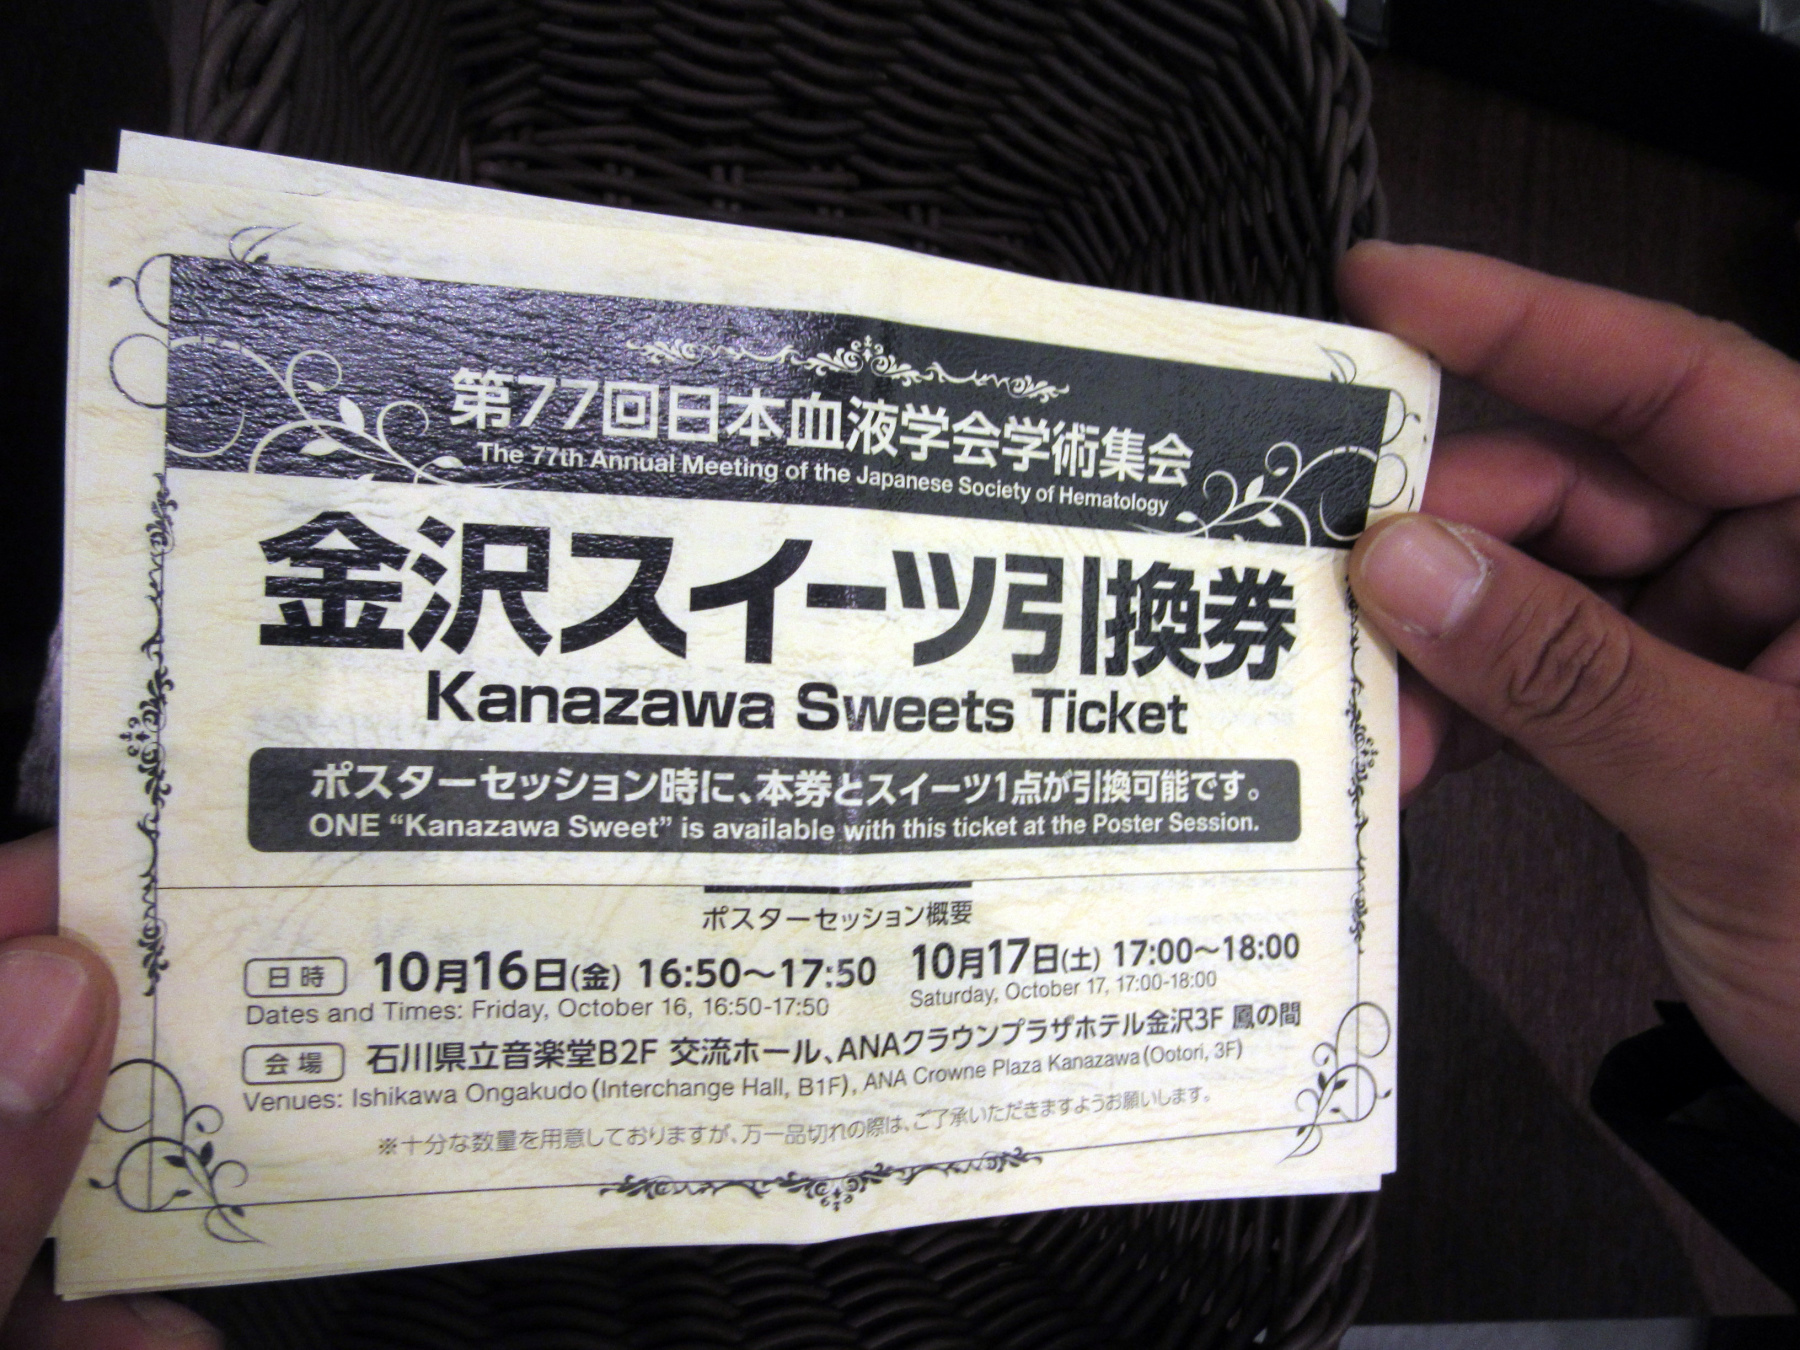 第77回日本血液学会学術集会
The 77th Annual Meeting of the Japanese Society of Hematology
金沢スイーツ引換券
Kanazawa Sweets Ticket
ポスターセッション時に、本券とスイーツ1点が引換可能です。
ONE “Kanazawa Sweet” is available with this ticket at the Poster Session.
ポスターセッション概要
日時 10月16日(金) 16:50～17:50 10月17日(土) 17:00～18:00
Dates and Times: Friday, October 16, 16:50-17:50 Saturday, October 17, 17:00-18:00
会場 石川県立音楽堂B2F 交流ホール、ANAクラウンプラザホテル金沢3F 鳳の間
Venues: Ishikawa Ongakudo (Interchange Hall, B1F), ANA Crowne Plaza Kanazawa (Ootori, 3F)
※十分な数量を用意しておりますが、万一品切れの際は、ご了承いただきますようお願いします。